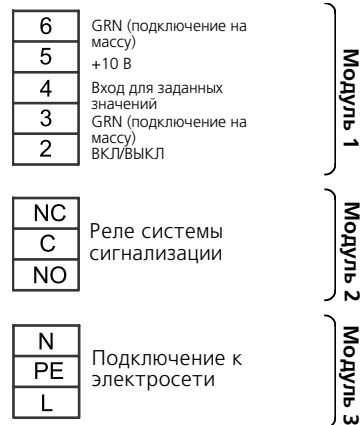 6
GRN (подключение на
массу)
5
+10 В
4
Вход для заданных
значений
3
GRN (подключение на
массу)
2
ВКЛ/ВЫКЛ
Модуль 1
NC
C
NO
Реле системы
сигнализации
Модуль 2
N
PE
L
Подключение к
электросети
Модуль 3